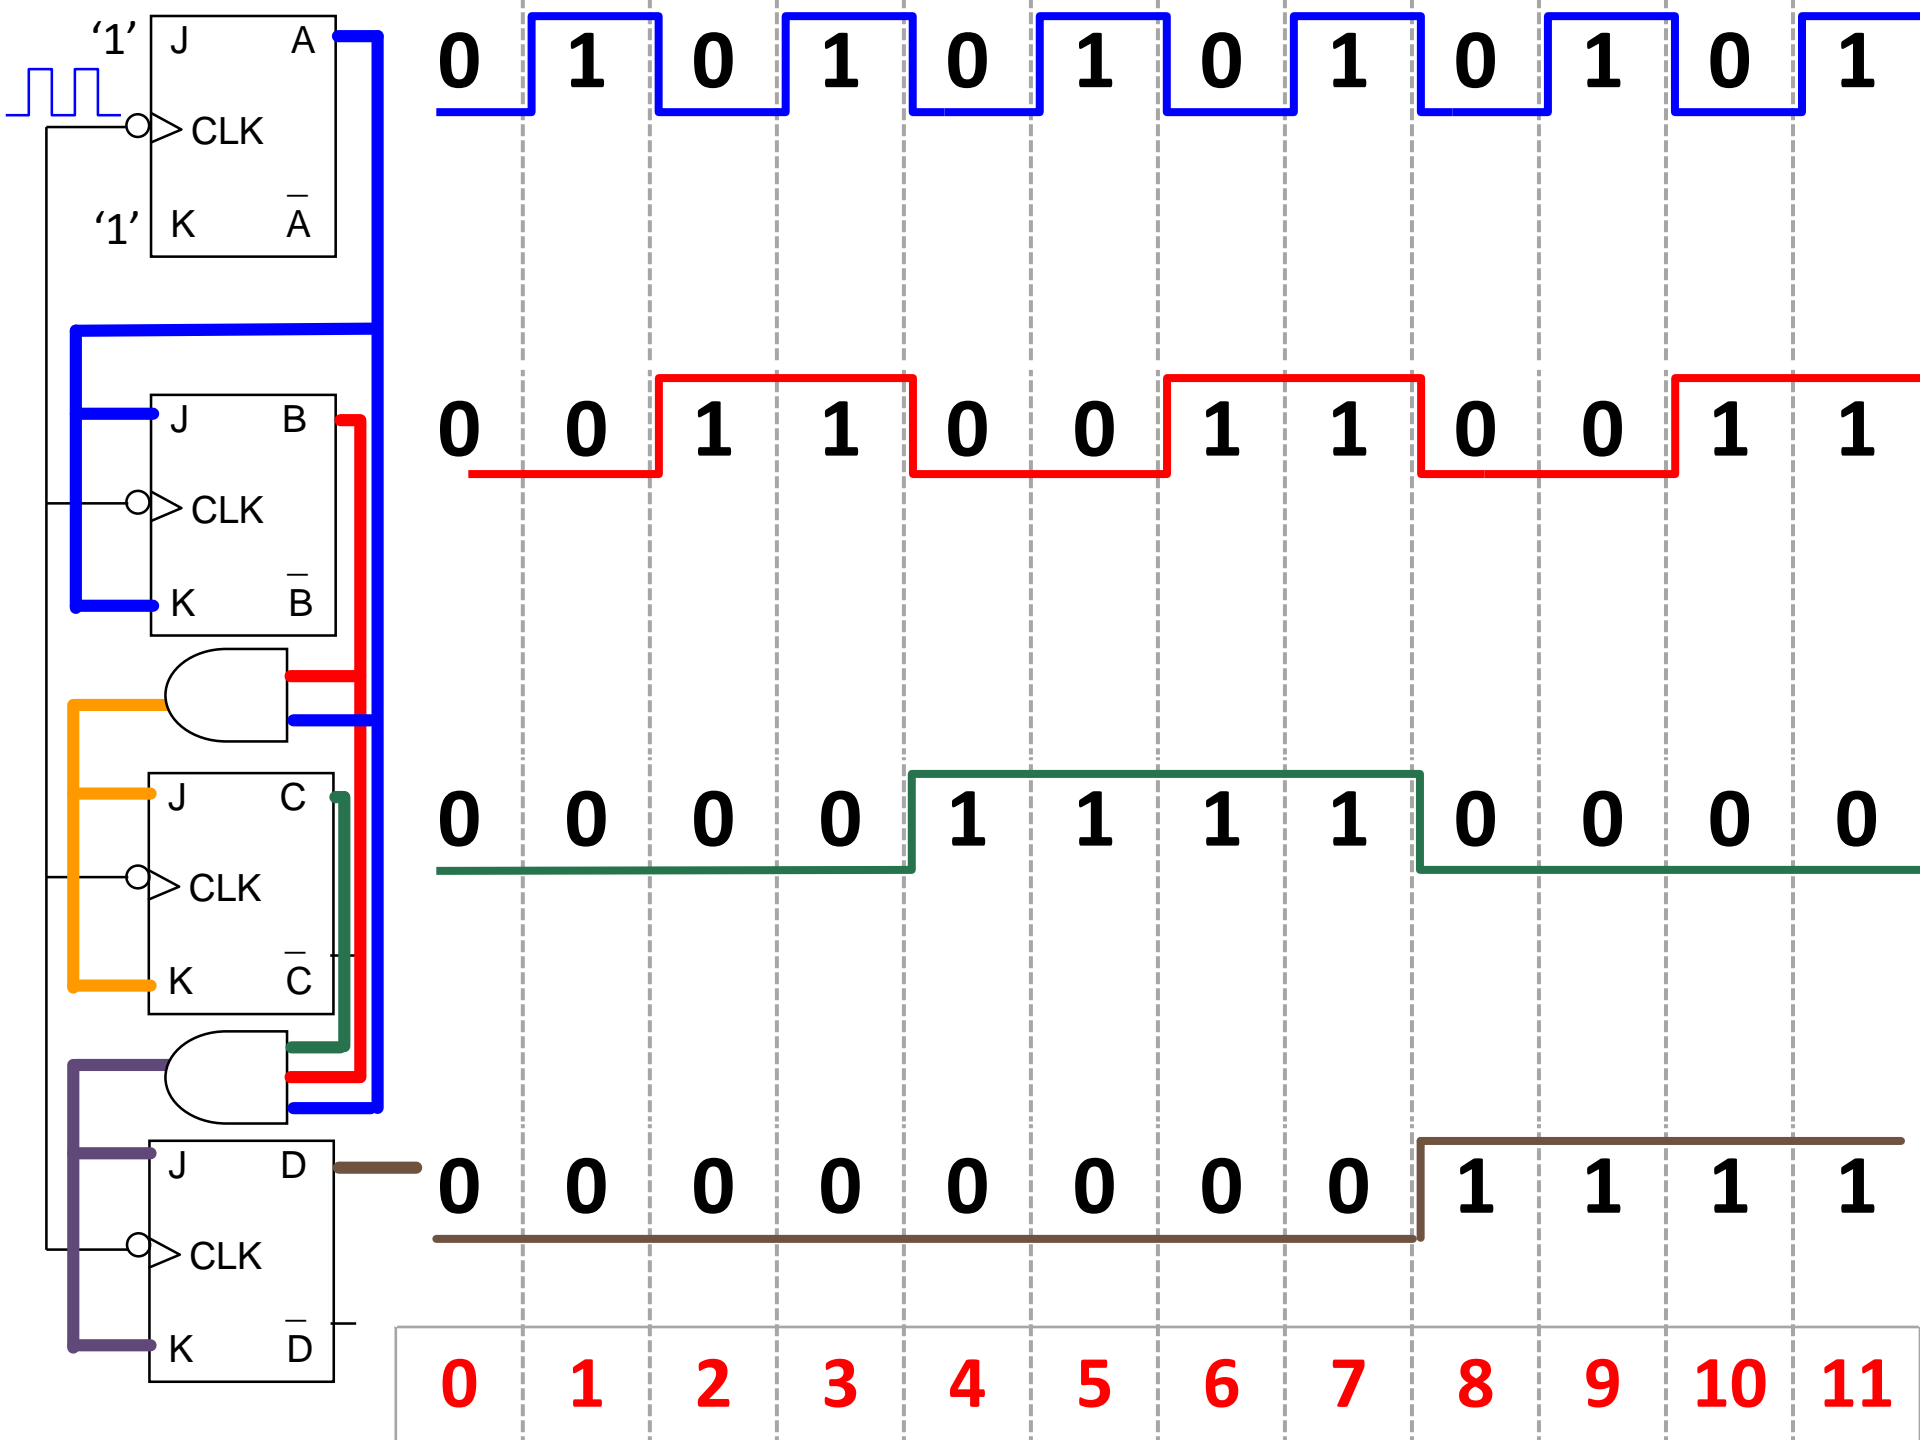 ‘1’ J A 0 1 0 1 0 1 0 1 0 1 0 1
CLK
‘1’ K A̅
J B 0 0 1 1 0 0 1 1 0 0 1 1
CLK
K B̅
J C 0 0 0 0 1 1 1 1 0 0 0 0
CLK
K C̅
J D 0 0 0 0 0 0 0 0 1 1 1 1
CLK
K D̅
0 1 2 3 4 5 6 7 8 9 10 11